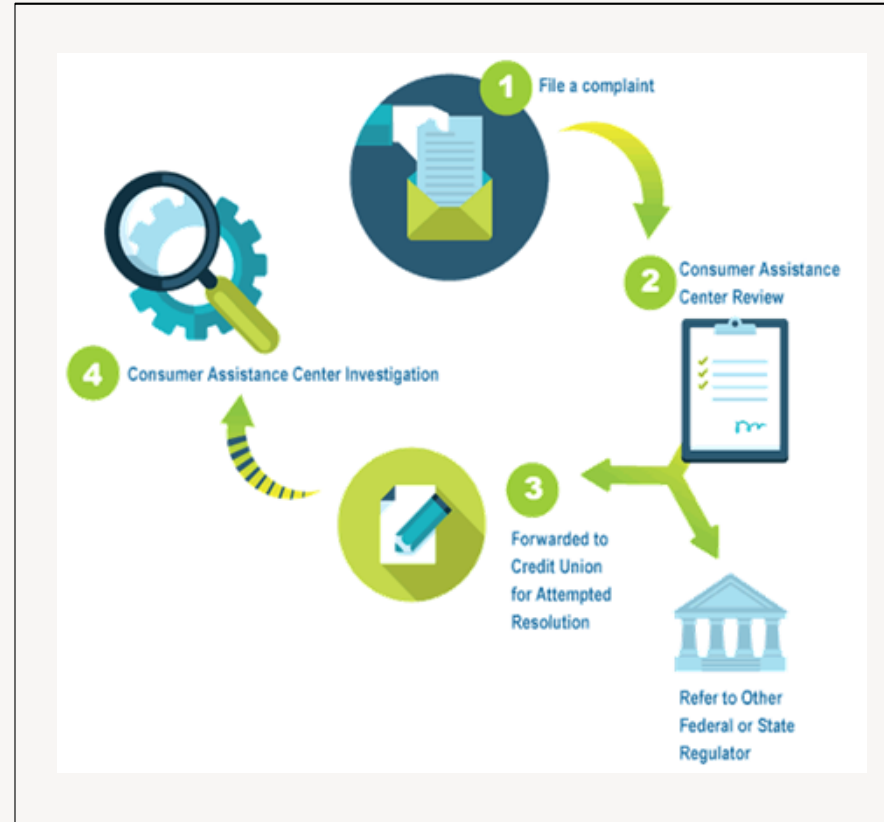 1
File a complaint
2
Consumer Assistance
Center Review
3
Forwarded to
Credit Union
for Attempted
Resolution
Refer to Other
Federal or State
Regulator
4
Consumer Assistance Center Investigation